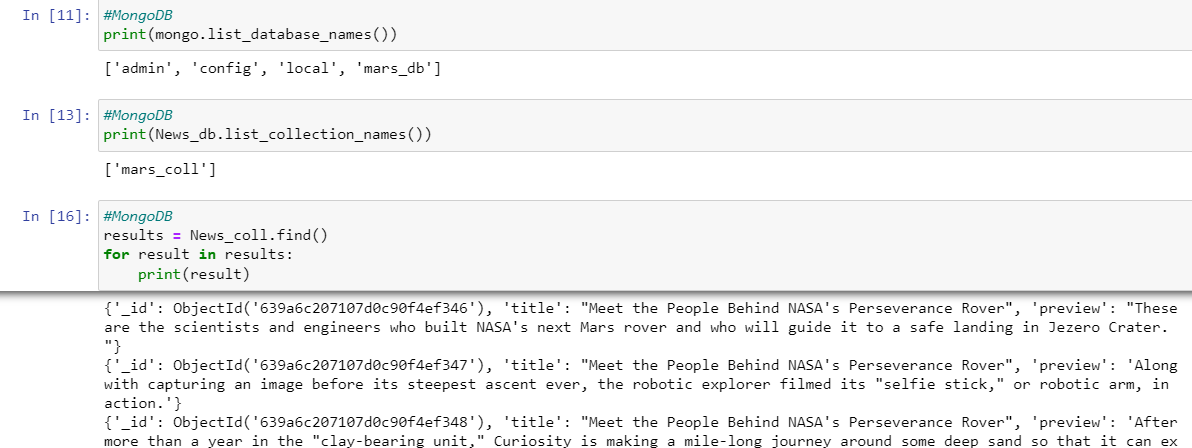 In [11]: #MongoDB
print(mongo.list_database_names())
['admin', 'config', 'local', 'mars_db']
In [13]: #MongoDB
print(News_db.list_collection_names())
['mars_coll']
In [16]: #MongoDB
results = News_coll.find()
for result in results:
    print(result)
{'_id': ObjectId('639a6c207107d0c90f4ef346'), 'title': "Meet the People Behind NASA's Perseverance Rover", 'preview': "These
are the scientists and engineers who built NASA's next Mars rover and who will guide it to a safe landing in Jezero Crater.
"}
{'_id': ObjectId('639a6c207107d0c90f4ef347'), 'title': "Meet the People Behind NASA's Perseverance Rover", 'preview': 'Along
with capturing an image before its steepest ascent ever, the robotic explorer filmed its "selfie stick," or robotic arm, in
action.'}
{'_id': ObjectId('639a6c207107d0c90f4ef348'), 'title': "Meet the People Behind NASA's Perseverance Rover", 'preview': 'After
more than a year in the "clay-bearing unit," Curiosity is making a mile-long journey around some deep sand so that it can ex